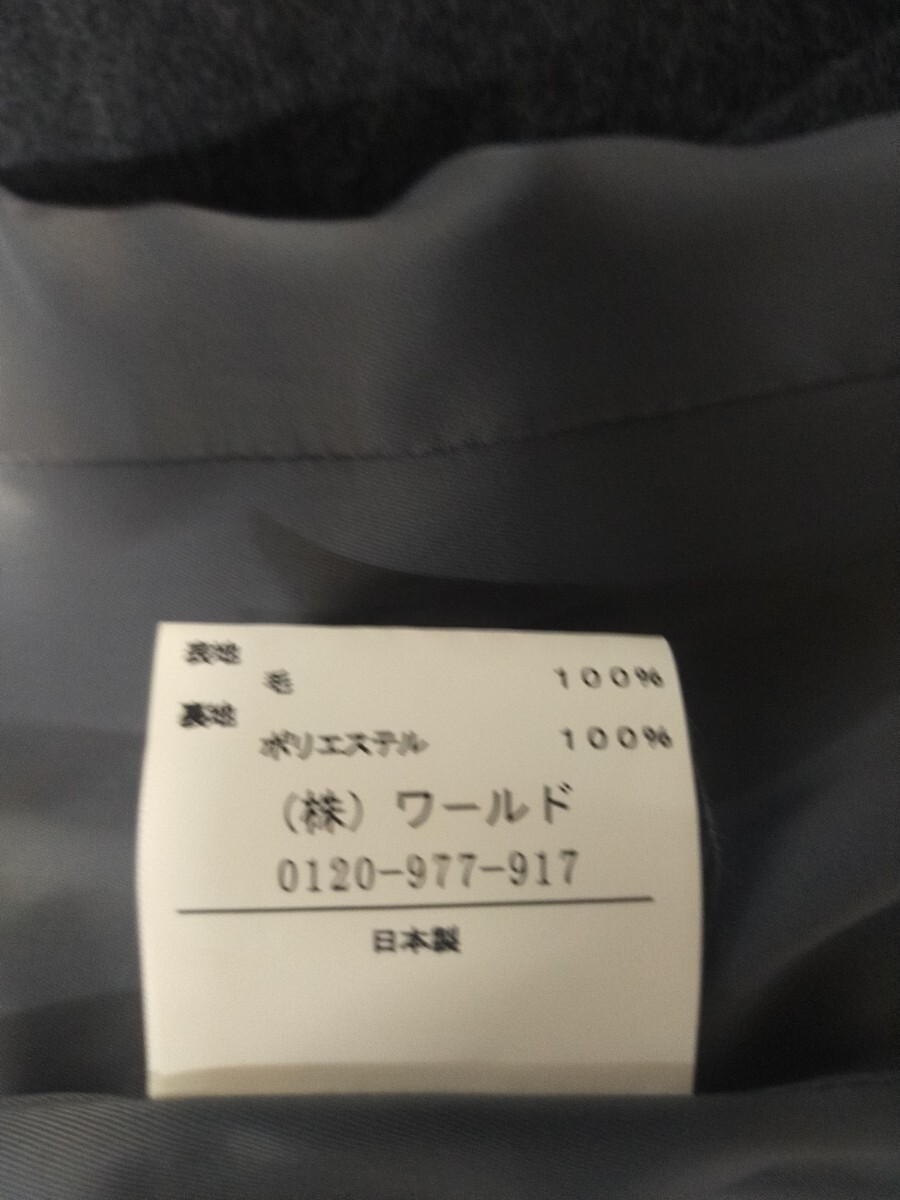 表地
毛 １００％
裏地
ポリエステル １００％
（株）ワールド
0120-977-917
日本製